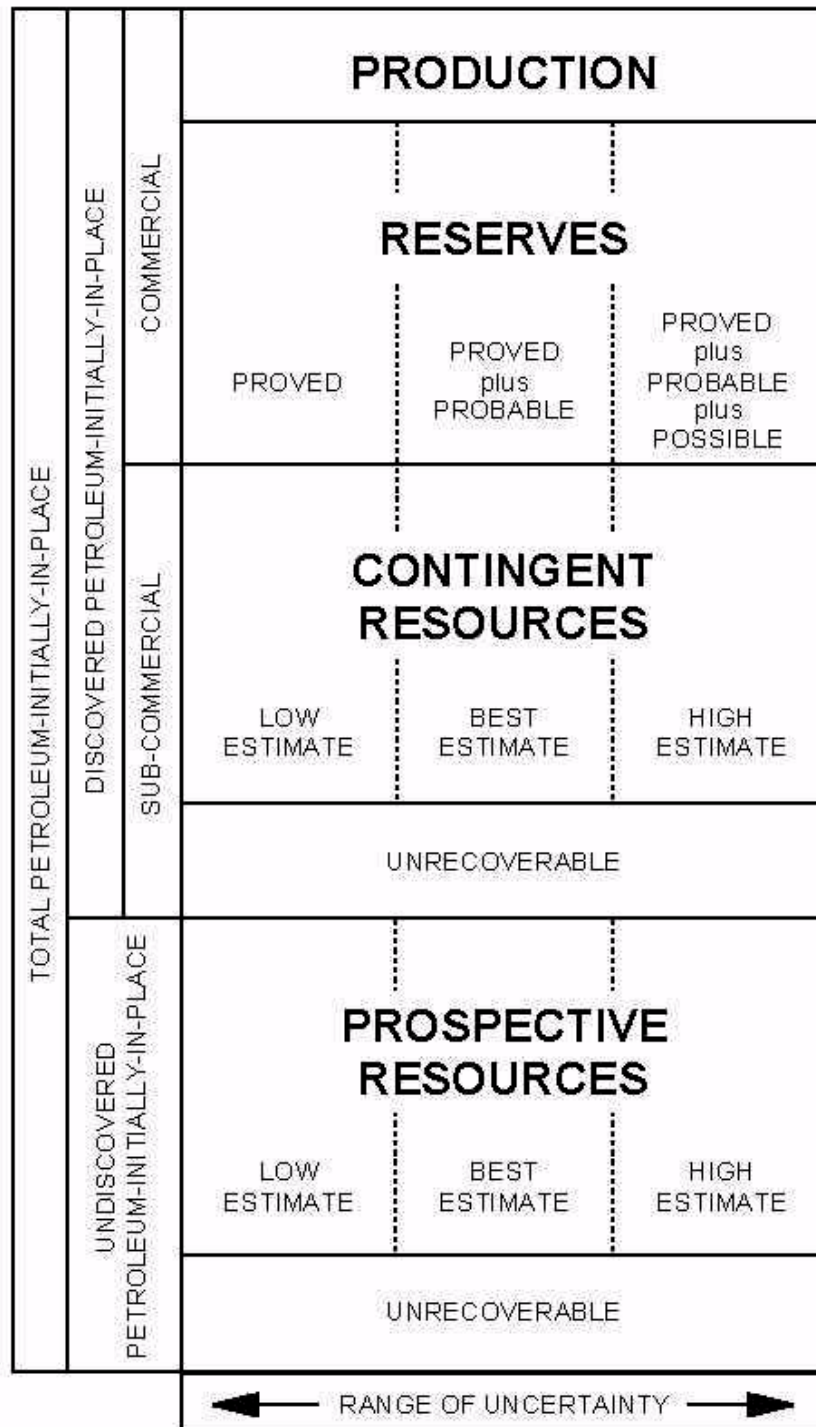 TOTAL PETROLEUM-INITIALLY-IN-PLACE
DISCOVERED PETROLEUM-INITIALLY-IN-PLACE
COMMERCIAL
PRODUCTION
RESERVES
PROVED
PROVED
plus
PROBABLE
PROVED
plus
PROBABLE
plus
POSSIBLE
SUB-COMMERCIAL
CONTINGENT
RESOURCES
LOW
ESTIMATE
BEST
ESTIMATE
HIGH
ESTIMATE
UNRECOVERABLE
UNDISCOVERED
PETROLEUM-INITIALLY-IN-PLACE
PROSPECTIVE
RESOURCES
LOW
ESTIMATE
BEST
ESTIMATE
HIGH
ESTIMATE
UNRECOVERABLE
RANGE OF UNCERTAINTY